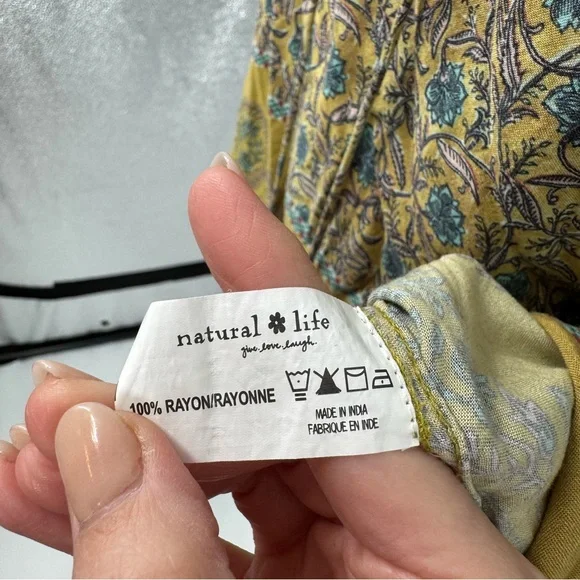 natural life
give.love.laugh.
100% RAYON/RAYONNE
MADE IN INDIA
FABRIQUE EN INDE